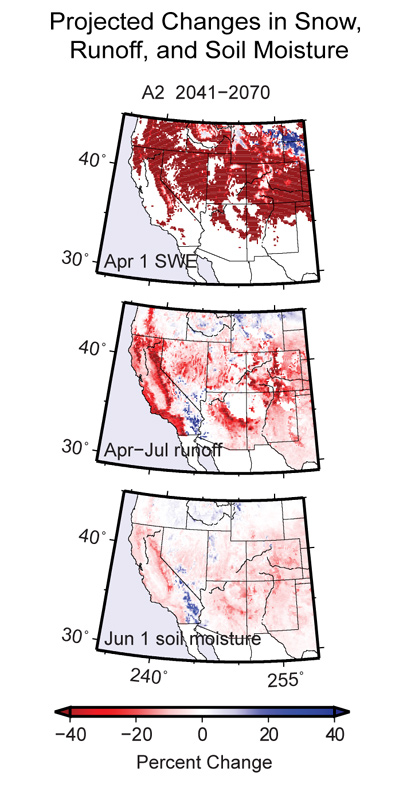 Projected Changes in Snow,
Runoff, and Soil Moisture
A2 2041−2070
40°
30°
Apr 1 SWE
40°
30°
Apr−Jul runoff
40°
30°
Jun 1 soil moisture
240° 255°
−40 −20 0 20 40
Percent Change